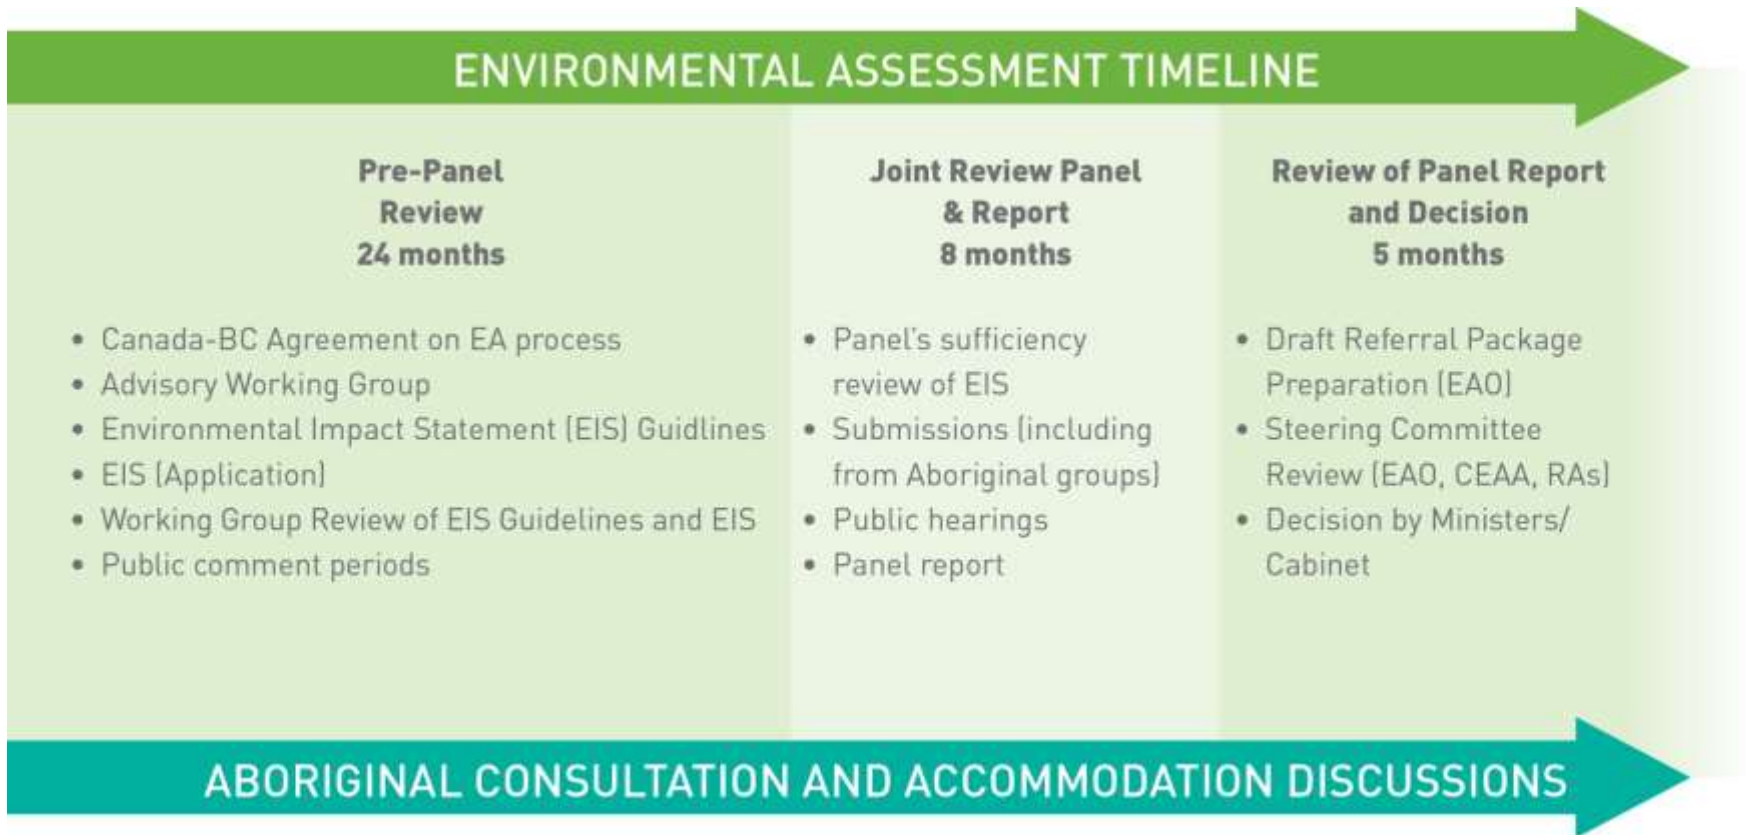 ENVIRONMENTAL ASSESSMENT TIMELINE
Pre-Panel
Review
24 months
• Canada-BC Agreement on EA process
• Advisory Working Group
• Environmental Impact Statement (EIS) Guidlines
• EIS (Application)
• Working Group Review of EIS Guidelines and EIS
• Public comment periods
Joint Review Panel
& Report
8 months
• Panel's sufficiency
review of EIS
• Submissions (including
from Aboriginal groups)
• Public hearings
• Panel report
Review of Panel Report
and Decision
5 months
• Draft Referral Package
Preparation (EAO)
• Steering Committee
Review (EAO, CEAA, RAs)
• Decision by Ministers/
Cabinet
ABORIGINAL CONSULTATION AND ACCOMMODATION DISCUSSIONS